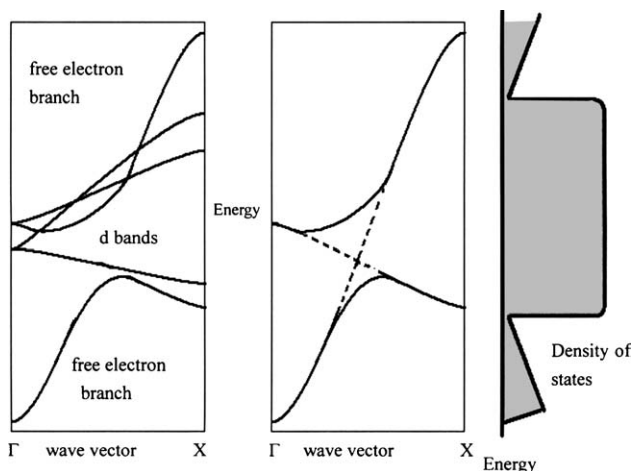 free electron
branch
d bands
free electron
branch
Γ wave vector X
Energy
Γ wave vector X
Density of
states
Energy